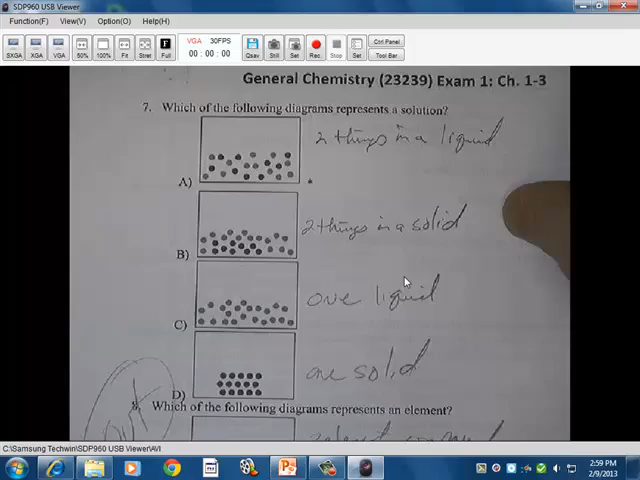 SDP960 USB Viewer
Function(F) View(V) Option(O) Help(H)
VGA 30FPS
00 : 00 : 00
SXGA XGA VGA 50% 100% Fit Stret Full Qsav Still Set Rec Stop Set Ctrl Panel
Tool Bar
General Chemistry (23239) Exam 1: Ch. 1-3
7. Which of the following diagrams represents a solution?
2 things in a liquid
A)
2 things in a solid
B)
one liquid
C)
one solid
D)
8. Which of the following diagrams represents an element?
C:\Samsung Techwin\SDP960 USB Viewer\AVI
2:59 PM
2/9/2013